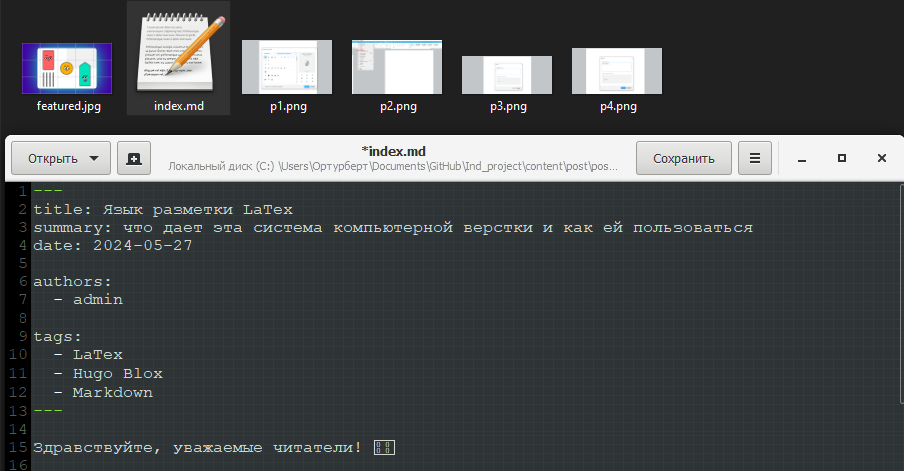 featured.jpg
index.md
p1.png
p2.png
p3.png
p4.png
Открыть
*index.md
Локальный диск (C:) \Users\Ортурберт\Documents\GitHub\Ind_project\content\post\pos...
Сохранить
1 ---
2 title: Язык разметки LaTex
3 summary: что дает эта система компьютерной верстки и как ей пользоваться
4 date: 2024-05-27
5
6 authors:
7 - admin
8
9 tags:
10 - LaTex
11 - Hugo Blox
12 - Markdown
13 ---
14
15 Здравствуйте, уважаемые читатели!
16